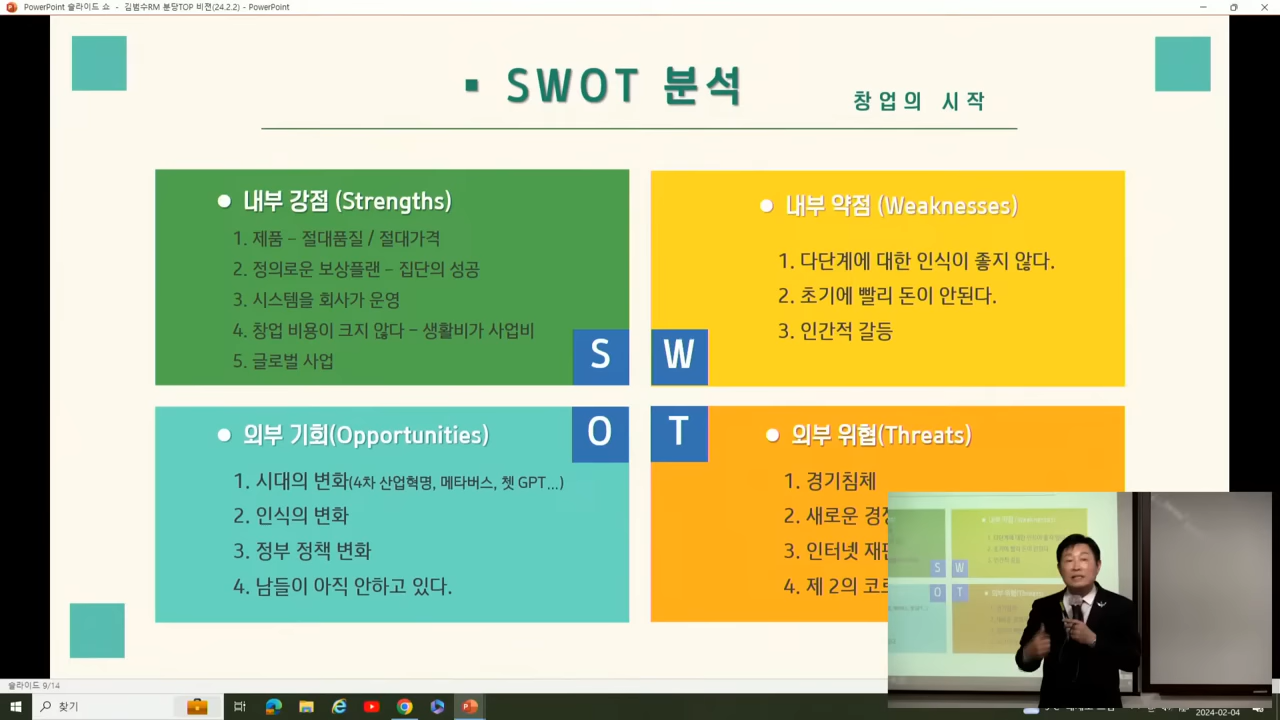 PowerPoint 슬라이드 쇼 - 김범수RM 분당TOP 비젼(24.2.2) - PowerPoint
▪ SWOT 분석
창업의 시작
● 내부 강점 (Strengths)
1. 제품 – 절대품질 / 절대가격
2. 정의로운 보상플랜 – 집단의 성공
3. 시스템을 회사가 운영
4. 창업 비용이 크지 않다 – 생활비가 사업비
5. 글로벌 사업
S
● 내부 약점 (Weaknesses)
1. 다단계에 대한 인식이 좋지 않다.
2. 초기에 빨리 돈이 안된다.
3. 인간적 갈등
W
● 외부 기회(Opportunities)
1. 시대의 변화(4차 산업혁명, 메타버스, 쳇 GPT...)
2. 인식의 변화
3. 정부 정책 변화
4. 남들이 아직 안하고 있다.
O
● 외부 위협(Threats)
1. 경기침체
2. 새로운
3. 인터넷
4. 제 2의
T
S W
O T
슬라이드 9/14
찾기
2024-02-04